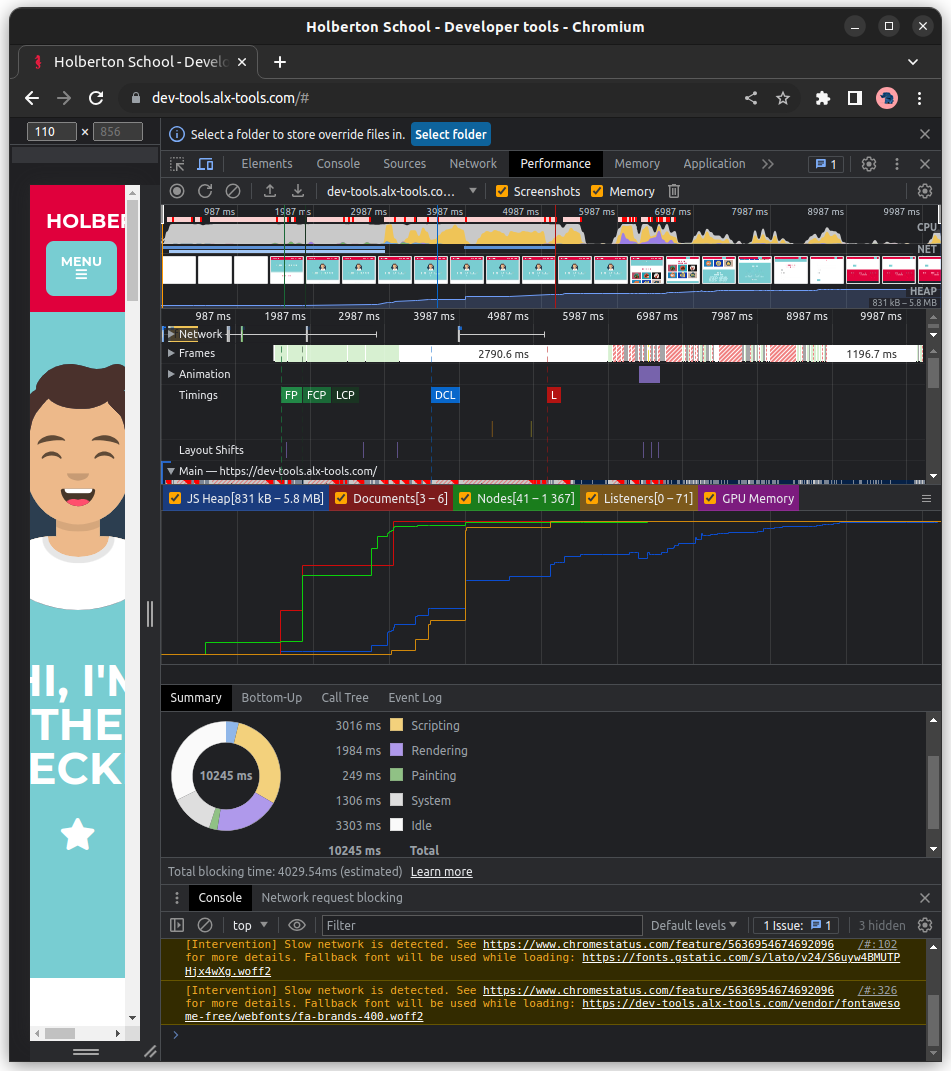 Holberton School - Developer tools - Chromium
Holberton School - Develo
dev-tools.alx-tools.com/#
110 × 856
Select a folder to store override files in. Select folder
Elements Console Sources Network Performance Memory Application 1
dev-tools.alx-tools.co... Screenshots Memory
987 ms 1987 ms 2987 ms 3987 ms 4987 ms 5987 ms 6987 ms 7987 ms 8987 ms 9987 ms
CPU
NET
HEAP
831 kB – 5.8 MB
987 ms 1987 ms 2987 ms 3987 ms 4987 ms 5987 ms 6987 ms 7987 ms 8987 ms 9987 ms
Network
Frames 2790.6 ms 1196.7 ms
Animation
Timings FP FCP LCP DCL L
Layout Shifts
Main — https://dev-tools.alx-tools.com/
JS Heap[831 kB – 5.8 MB] Documents[3 – 6] Nodes[41 – 1 367] Listeners[0 – 71] GPU Memory
HOLBER
MENU
HI, I'M
THE
ECK
Summary Bottom-Up Call Tree Event Log
10245 ms
3016 ms Scripting
1984 ms Rendering
249 ms Painting
1306 ms System
3303 ms Idle
10245 ms Total
Total blocking time: 4029.54ms (estimated) Learn more
Console Network request blocking
top Filter Default levels 1 Issue: 1 3 hidden
[Intervention] Slow network is detected. See https://www.chromestatus.com/feature/5636954674692096 /#:102
for more details. Fallback font will be used while loading: https://fonts.gstatic.com/s/lato/v24/S6uyw4BMUTP
Hjx4wXg.woff2
[Intervention] Slow network is detected. See https://www.chromestatus.com/feature/5636954674692096 /#:326
for more details. Fallback font will be used while loading: https://dev-tools.alx-tools.com/vendor/fontaweso
me-free/webfonts/fa-brands-400.woff2